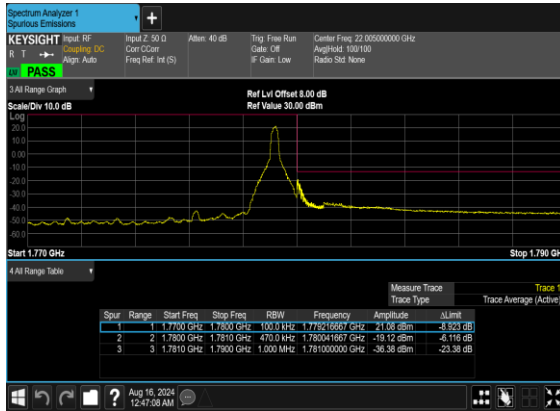 Spectrum Analyzer 1
Spurious Emissions
+
KEYSIGHT Input: RF Input Z: 50 Ω Atten: 40 dB Trig: Free Run Center Freq: 22.005000000 GHz
R T Coupling: DC Corr CCorr Gate: Off Avg|Hold: 100/100
Align: Auto Freq Ref: Int (S) IF Gain: Low Radio Std: None
LU PASS
3 All Range Graph
Ref Lvl Offset 8.00 dB
Scale/Div 10.0 dB Ref Value 30.00 dBm
Log
20.0
10.0
0.00
-10.0
-20.0
-30.0
-40.0
-50.0
-60.0
Start 1.770 GHz Stop 1.790 GH
4 All Range Table
Measure Trace Trace 1
Trace Type Trace Average (Active)
Spur Range Start Freq Stop Freq RBW Frequency Amplitude ΔLimit
1 1 1.7700 GHz 1.7800 GHz 100.0 kHz 1.779216667 GHz 21.08 dBm -8.923 dB
2 2 1.7800 GHz 1.7810 GHz 470.0 kHz 1.780041667 GHz -19.12 dBm -6.116 dB
3 3 1.7810 GHz 1.7900 GHz 1.000 MHz 1.781000000 GHz -36.38 dBm -23.38 dB
? Aug 16, 2024
12:47:08 AM